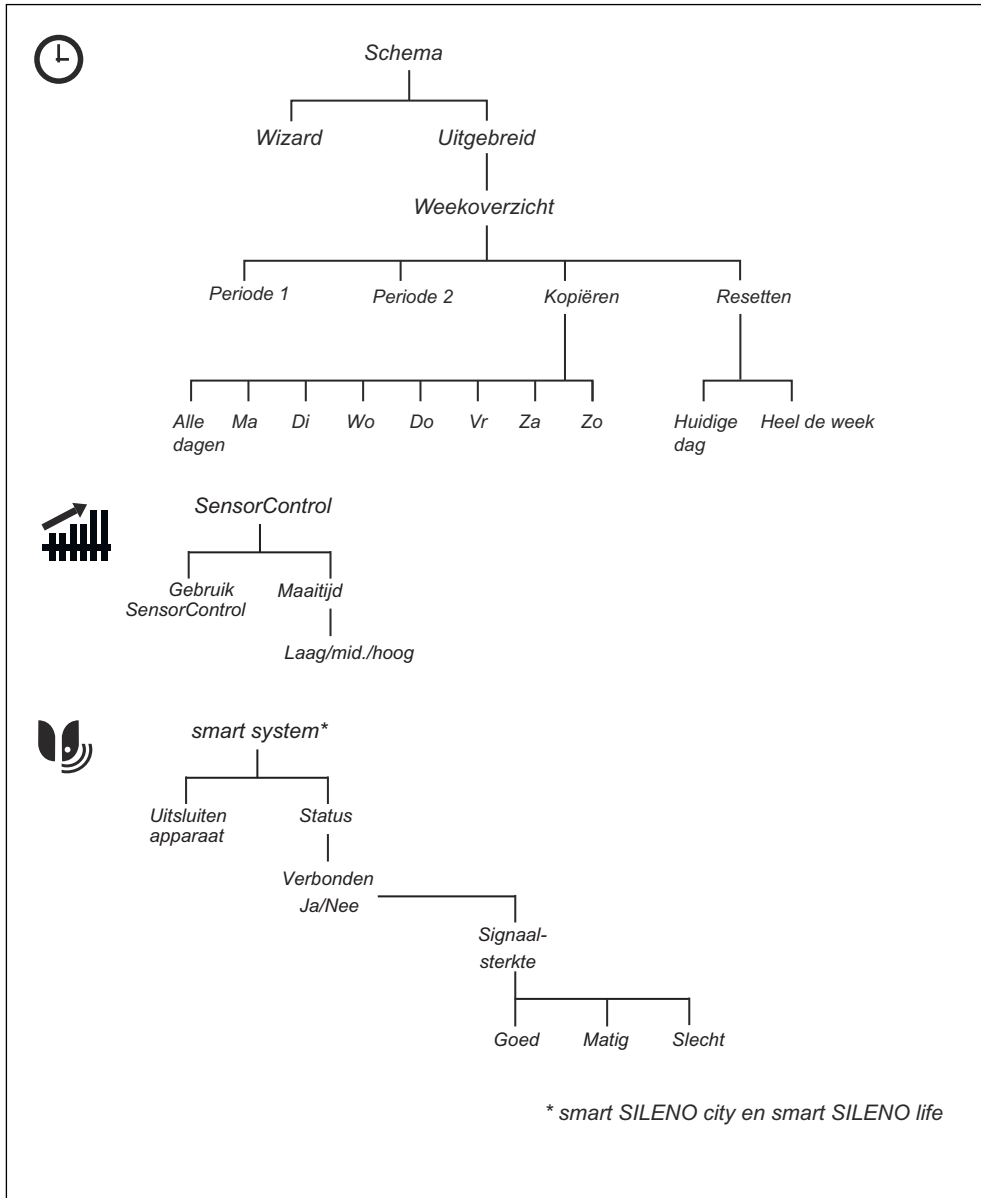 Schema
Wizard Uitgebreid
Weekoverzicht
Periode 1 Periode 2 Kopiëren Resetten
Alle dagen Ma Di Wo Do Vr Za Zo Huidige dag Heel de week
SensorControl
Gebruik SensorControl Maaitijd
Laag/mid./hoog
smart system*
Uitsluiten apparaat Status
Verbonden
Ja/Nee
Signaal-
sterkte
Goed Matig Slecht
* smart SILENO city en smart SILENO life